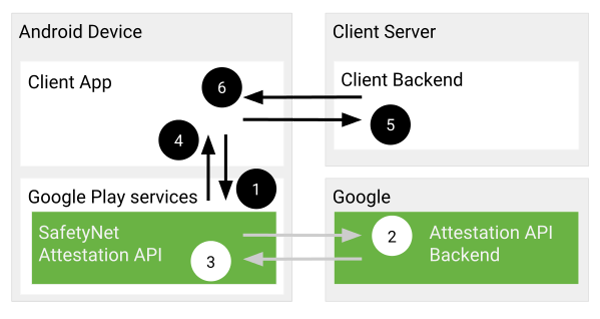 Android Device
Client Server
Client App
6
Client Backend
5
4
1
Google Play services
Google
SafetyNet
Attestation API
3
2
Attestation API
Backend